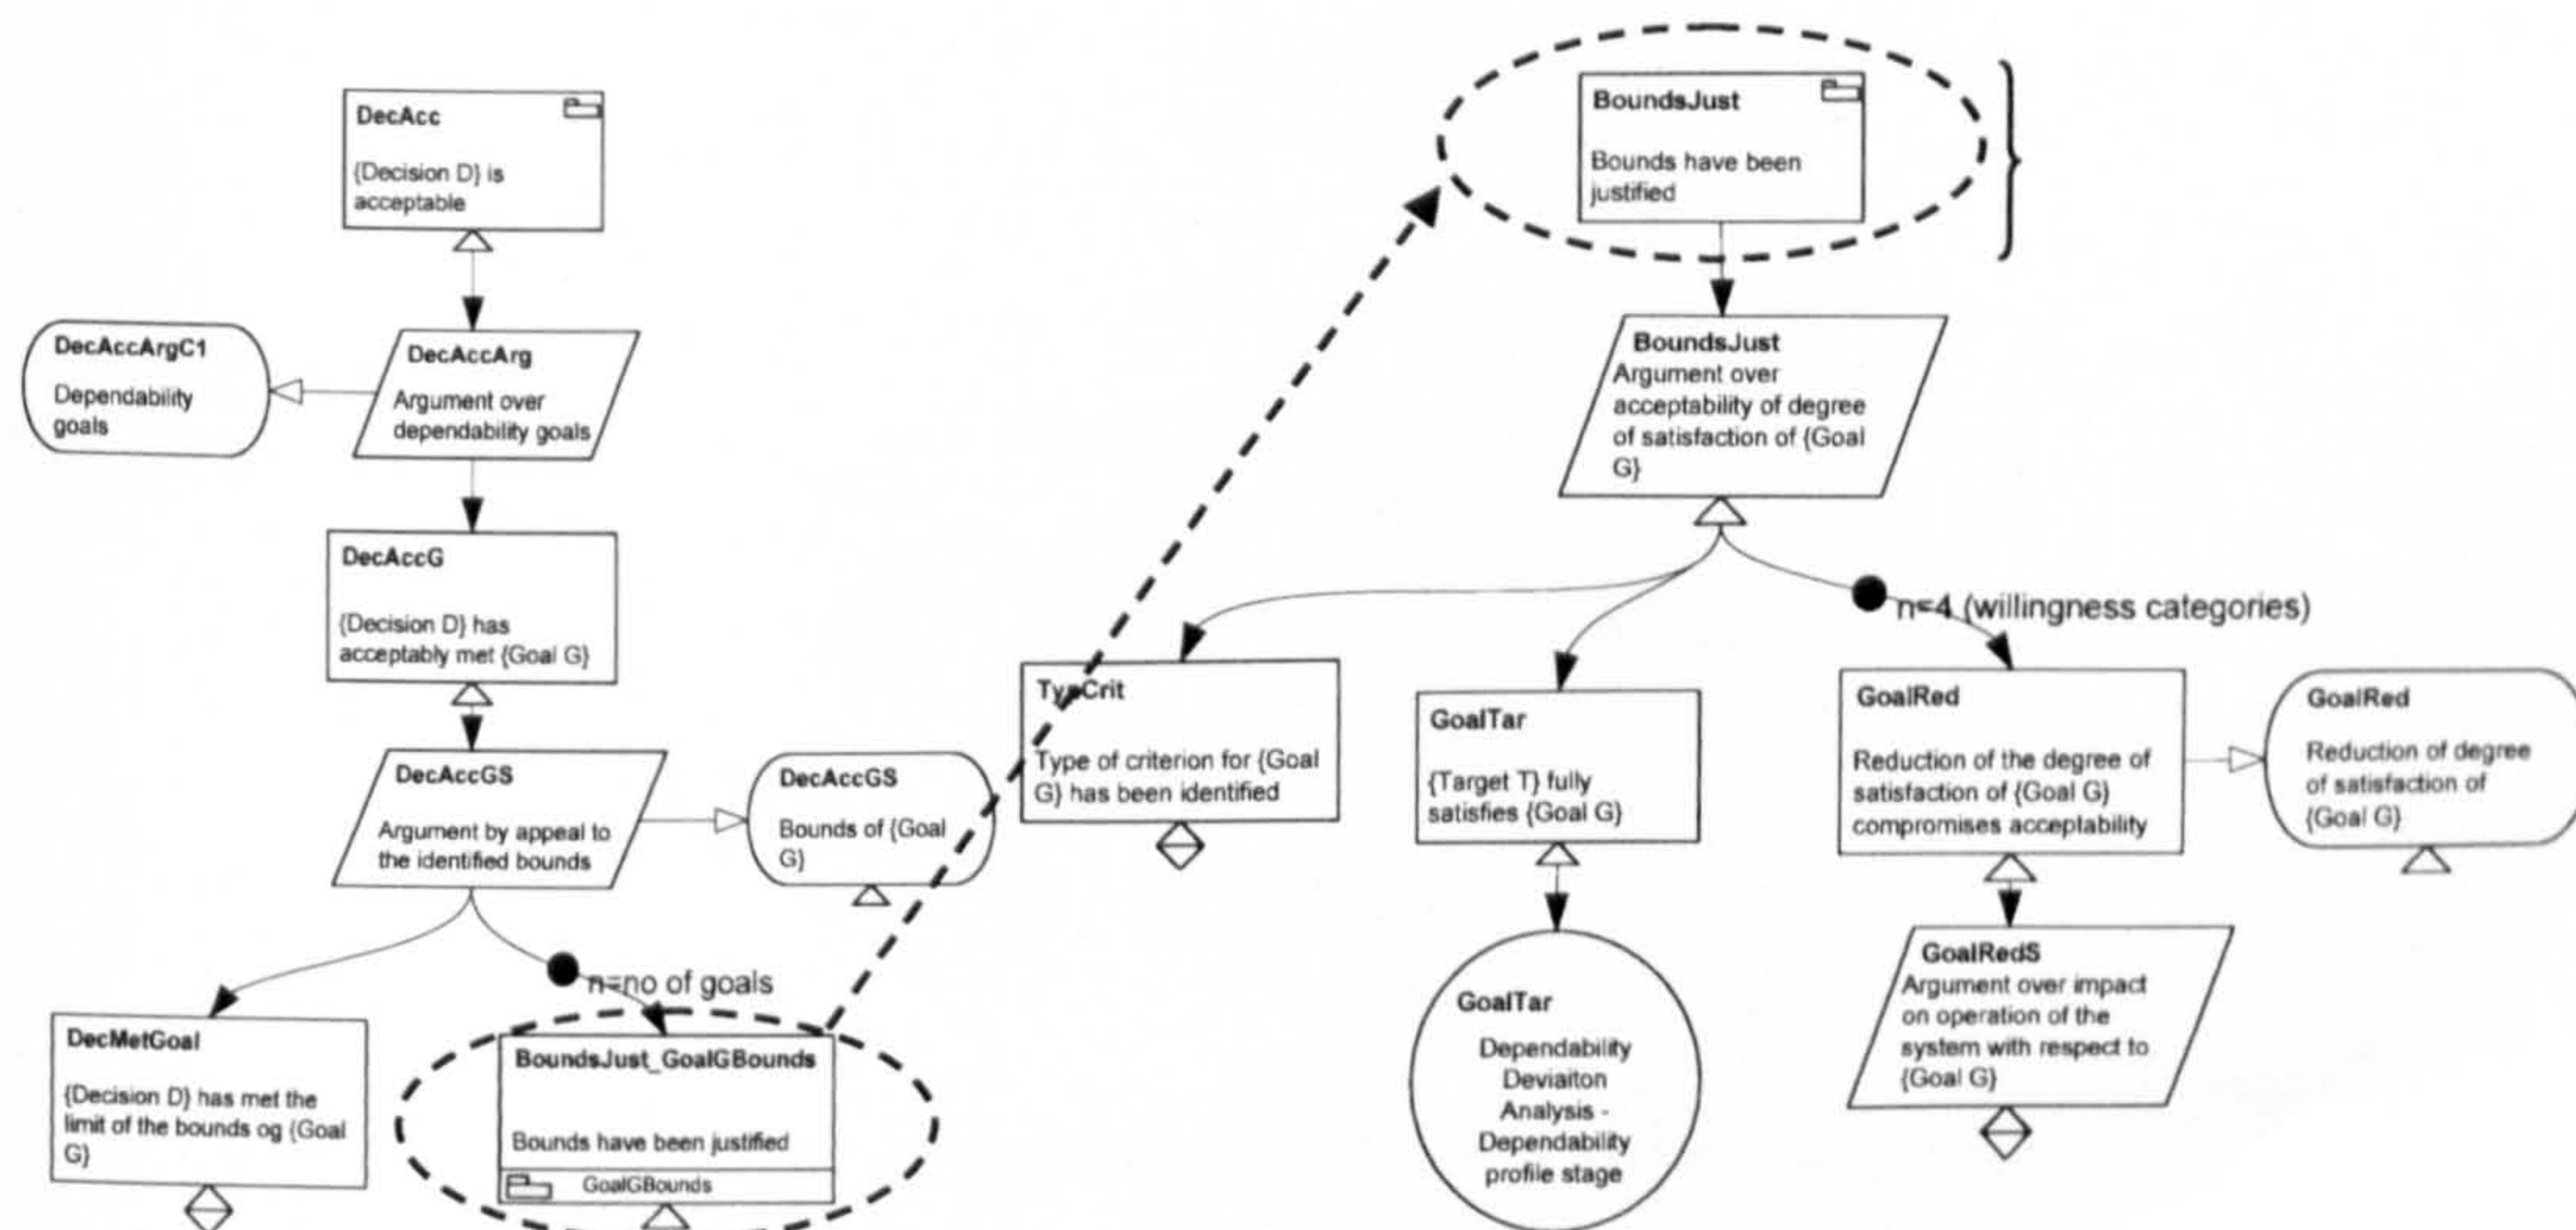 DecAcc
{Decision D} is
acceptable
DecAccArgC1
Dependability
goals
DecAccArg
Argument over
dependability goals
DecAccG
{Decision D} has
acceptably met {Goal G}
DecAccGS
Argument by appeal to
the identified bounds
DecAccGS
Bounds of {Goal
G}
n=no of goals
DecMetGoal
{Decision D} has met the
limit of the bounds og {Goal
G}
BoundsJust_GoalGBounds
Bounds have been justified
GoalGBounds
BoundsJust
Bounds have been
justified
BoundsJust
Argument over
acceptability of degree
of satisfaction of {Goal
G}
n=4 (willingness categories)
TypCrit
Type of criterion for {Goal
G} has been identified
GoalTar
{Target T} fully
satisfies {Goal G}
GoalRed
Reduction of the degree of
satisfaction of {Goal G}
compromises acceptability
GoalRed
Reduction of degree
of satisfaction of
{Goal G}
GoalTar
Dependability
Deviaiton
Analysis -
Dependability
profile stage
GoalRedS
Argument over impact
on operation of the
system with respect to
{Goal G}